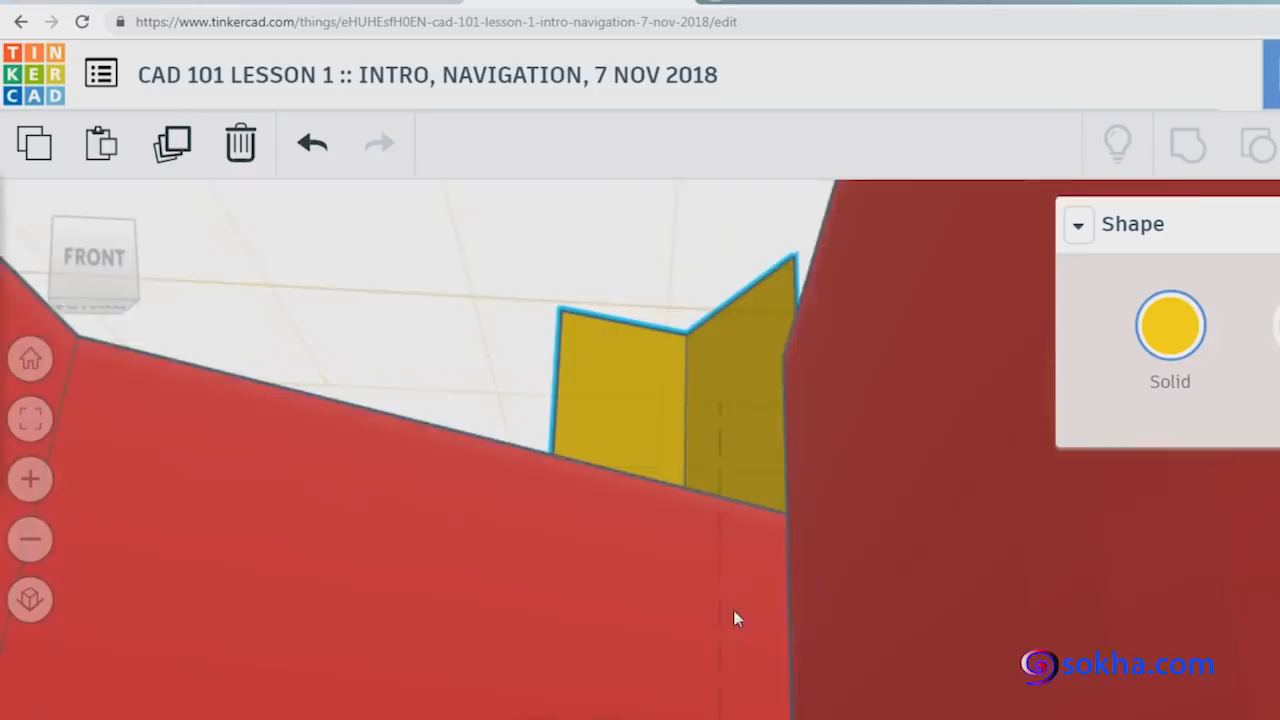 https://www.tinkercad.com/things/eHUHEsfH0EN-cad-101-lesson-1-intro-navigation-7-nov-2018/edit
TIN
KER
CAD
CAD 101 LESSON 1 :: INTRO, NAVIGATION, 7 NOV 2018
Shape
FRONT
Solid
sokha.com